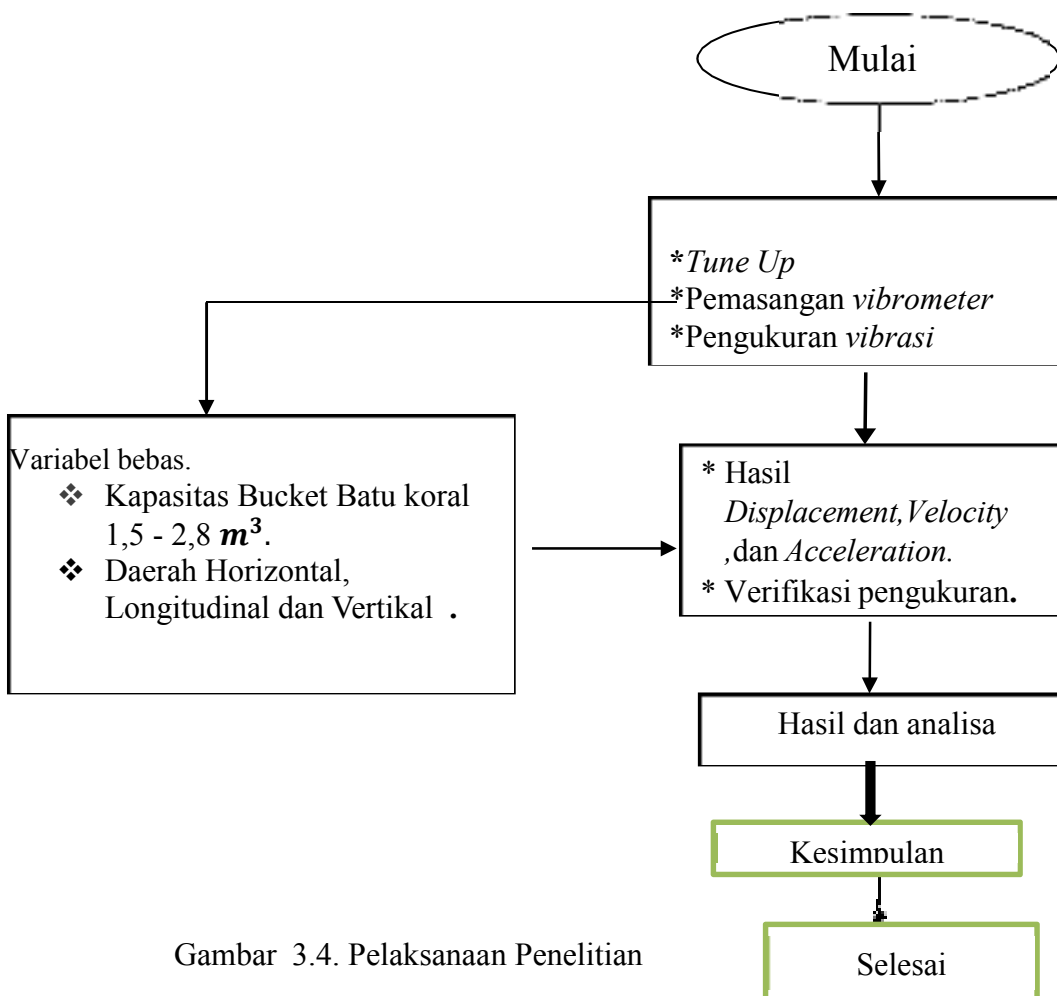 Mulai
*Tune Up
*Pemasangan vibrometer
*Pengukuran vibrasi
Variabel bebas.
❖ Kapasitas Bucket Batu koral
1,5 - 2,8 m³.
❖ Daerah Horizontal,
Longitudinal dan Vertikal .
* Hasil
Displacement,Velocity
,dan Acceleration.
* Verifikasi pengukuran.
Hasil dan analisa
Kesimpulan
Selesai
Gambar 3.4. Pelaksanaan Penelitian